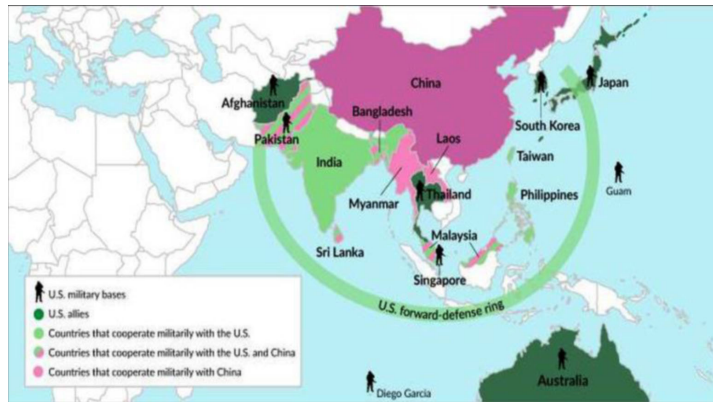 China
Japan
Afghanistan
Bangladesh
South Korea
Pakistan
Laos
Taiwan
India
Guam
Thailand
Philippines
Myanmar
Malaysia
Sri Lanka
Singapore
U.S. forward-defense ring
U.S. military bases
U.S. allies
Countries that cooperate militarily with the U.S.
Countries that cooperate militarily with the U.S. and China
Countries that cooperate militarily with China
Diego Garcia
Australia